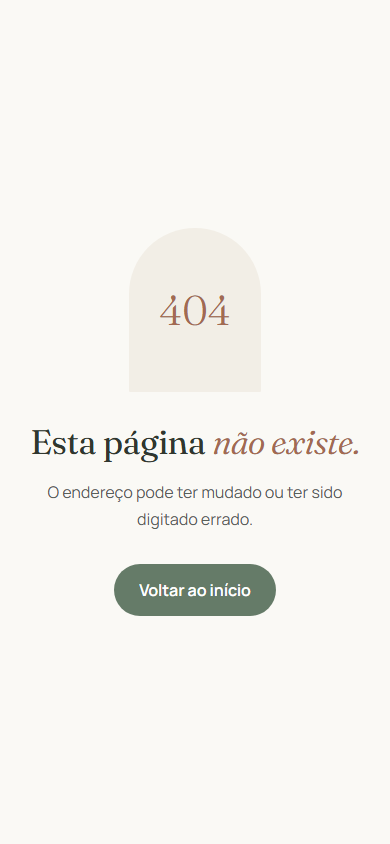 404
Esta página não existe.
O endereço pode ter mudado ou ter sido
digitado errado.
Voltar ao início